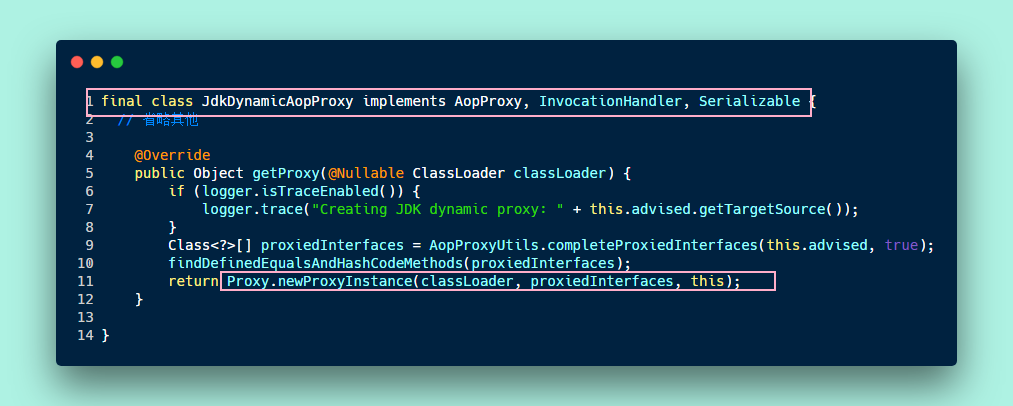 1 final class JdkDynamicAopProxy implements AopProxy, InvocationHandler, Serializable {
2 // 省略其他
3
4 @Override
5 public Object getProxy(@Nullable ClassLoader classLoader) {
6 if (logger.isTraceEnabled()) {
7 logger.trace("Creating JDK dynamic proxy: " + this.advised.getTargetSource());
8 }
9 Class<?>[] proxiedInterfaces = AopProxyUtils.completeProxiedInterfaces(this.advised, true);
10 findDefinedEqualsAndHashCodeMethods(proxiedInterfaces);
11 return Proxy.newProxyInstance(classLoader, proxiedInterfaces, this);
12 }
13
14 }